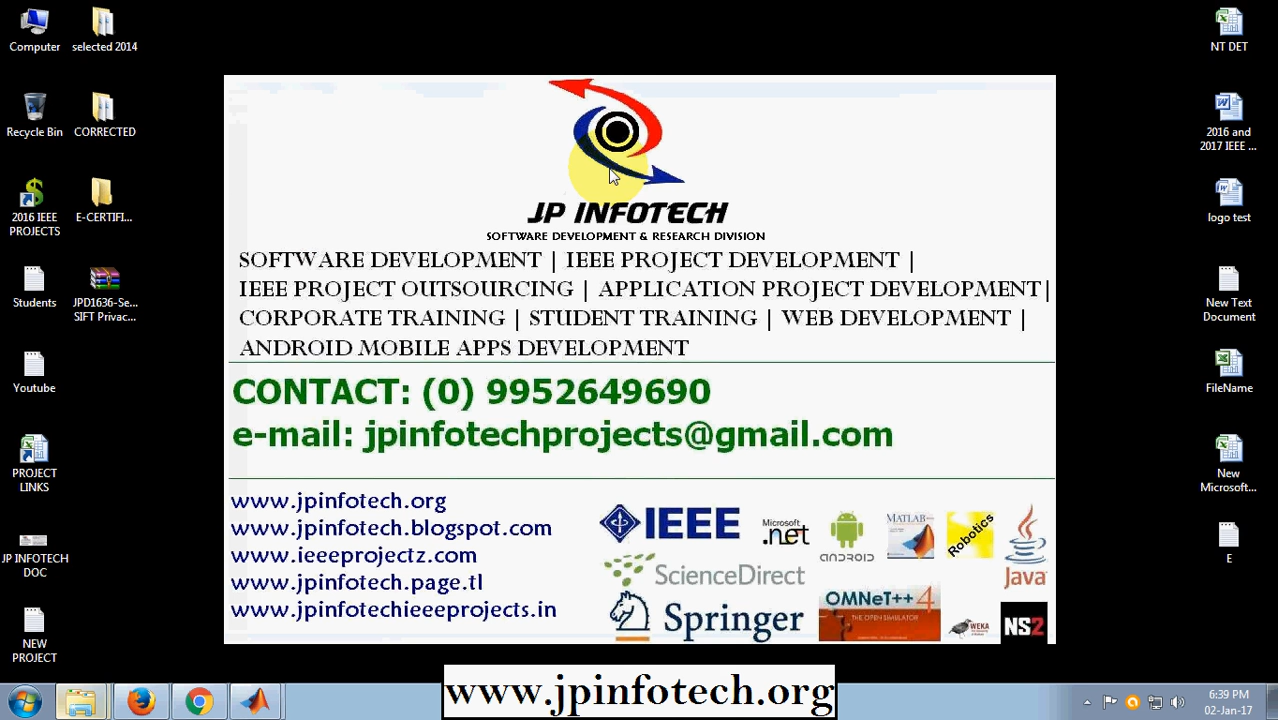 Computer
selected 2014
Recycle Bin
CORRECTED
2016 IEEE
PROJECTS
E-CERTIFI...
Students
JPD1636-Se...
SIFT Privac...
Youtube
PROJECT
LINKS
JP INFOTECH
DOC
NEW
PROJECT
JP INFOTECH
SOFTWARE DEVELOPMENT & RESEARCH DIVISION
SOFTWARE DEVELOPMENT | IEEE PROJECT DEVELOPMENT |
IEEE PROJECT OUTSOURCING | APPLICATION PROJECT DEVELOPMENT|
CORPORATE TRAINING | STUDENT TRAINING | WEB DEVELOPMENT |
ANDROID MOBILE APPS DEVELOPMENT
CONTACT: (0) 9952649690
e-mail: jpinfotechprojects@gmail.com
www.jpinfotech.org
www.jpinfotech.blogspot.com
www.ieeeprojectz.com
www.jpinfotech.page.tl
www.jpinfotechieeeprojects.in
IEEE
Microsoft
.net
ANDROID
MATLAB
Robotics
Java
ScienceDirect
Springer
OMNeT++ 4
THE OPEN SIMULATOR
WEKA
NS2
NT DET
2016 and
2017 IEEE ...
logo test
New Text
Document
FileName
New
Microsoft...
E
www.jpinfotech.org
6:39 PM
02-Jan-17